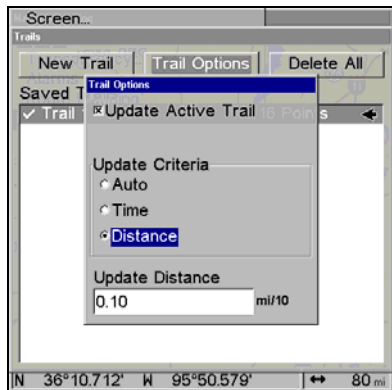 Screen...
Trails
New Trail Trail Options Delete All
Saved T
Trail Options
Trail
Points
Update Active Trail
Update Criteria
Auto
Time
Distance
Update Distance
0.10 mi/10
N 36°10.712' W 95°50.579' ↔ 80 mi